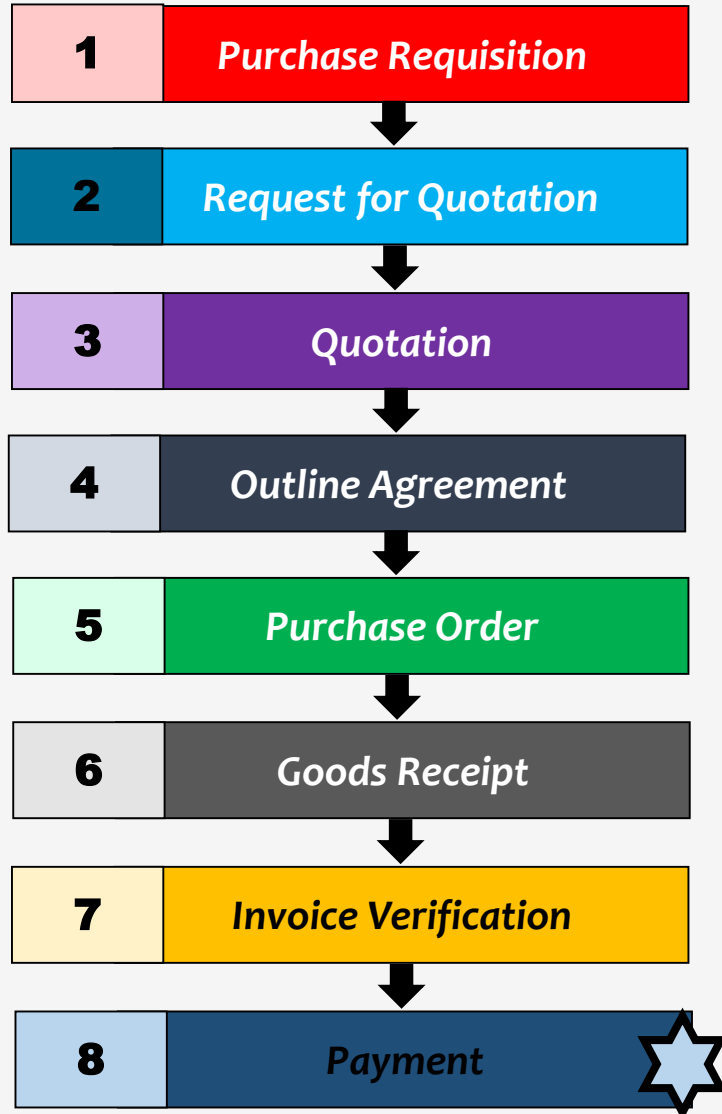 1 Purchase Requisition
2 Request for Quotation
3 Quotation
4 Outline Agreement
5 Purchase Order
6 Goods Receipt
7 Invoice Verification
8 Payment